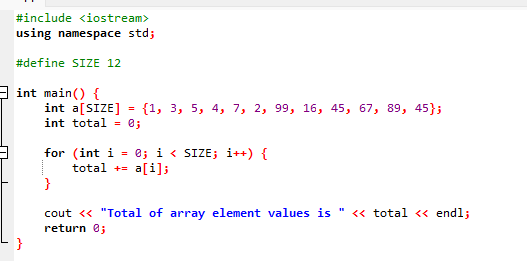 #include <iostream>
using namespace std;
#define SIZE 12
int main() {
int a[SIZE] = {1, 3, 5, 4, 7, 2, 99, 16, 45, 67, 89, 45};
int total = 0;
for (int i = 0; i < SIZE; i++) {
total += a[i];
}
cout << "Total of array element values is " << total << endl;
return 0;
}